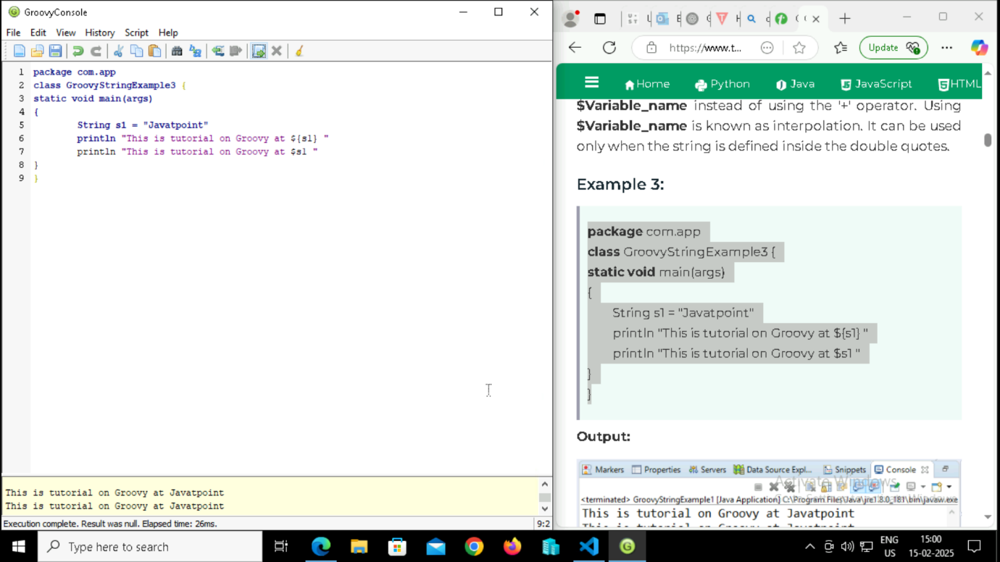 GroovyConsole
File Edit View History Script Help
1 package com.app
2 class GroovyStringExample3 {
3 static void main(args)
4 {
5 String s1 = "Javatpoint"
6 println "This is tutorial on Groovy at ${s1} "
7 println "This is tutorial on Groovy at $s1 "
8 }
9 }
This is tutorial on Groovy at Javatpoint
This is tutorial on Groovy at Javatpoint
Execution complete. Result was null. Elapsed time: 26ms.
9:2
https://www.t...
Update
Home Python Java JavaScript HTML
$Variable_name instead of using the '+' operator. Using
$Variable_name is known as interpolation. It can be used
only when the string is defined inside the double quotes.
Example 3:
package com.app
class GroovyStringExample3 {
static void main(args)
{
String s1 = "Javatpoint"
println "This is tutorial on Groovy at ${s1} "
println "This is tutorial on Groovy at $s1 "
}
}
Output:
Markers Properties Servers Data Source Expl... Snippets Console
<terminated> GroovyStringExample1 [Java Application] C:\Program Files\Java\jre1.8.0_181\bin\javaw.exe
This is tutorial on Groovy at Javatpoint
This is tutorial on Groovy at Javatpoint
Activate Windows
Type here to search
ENG
US
15:00
15-02-2025